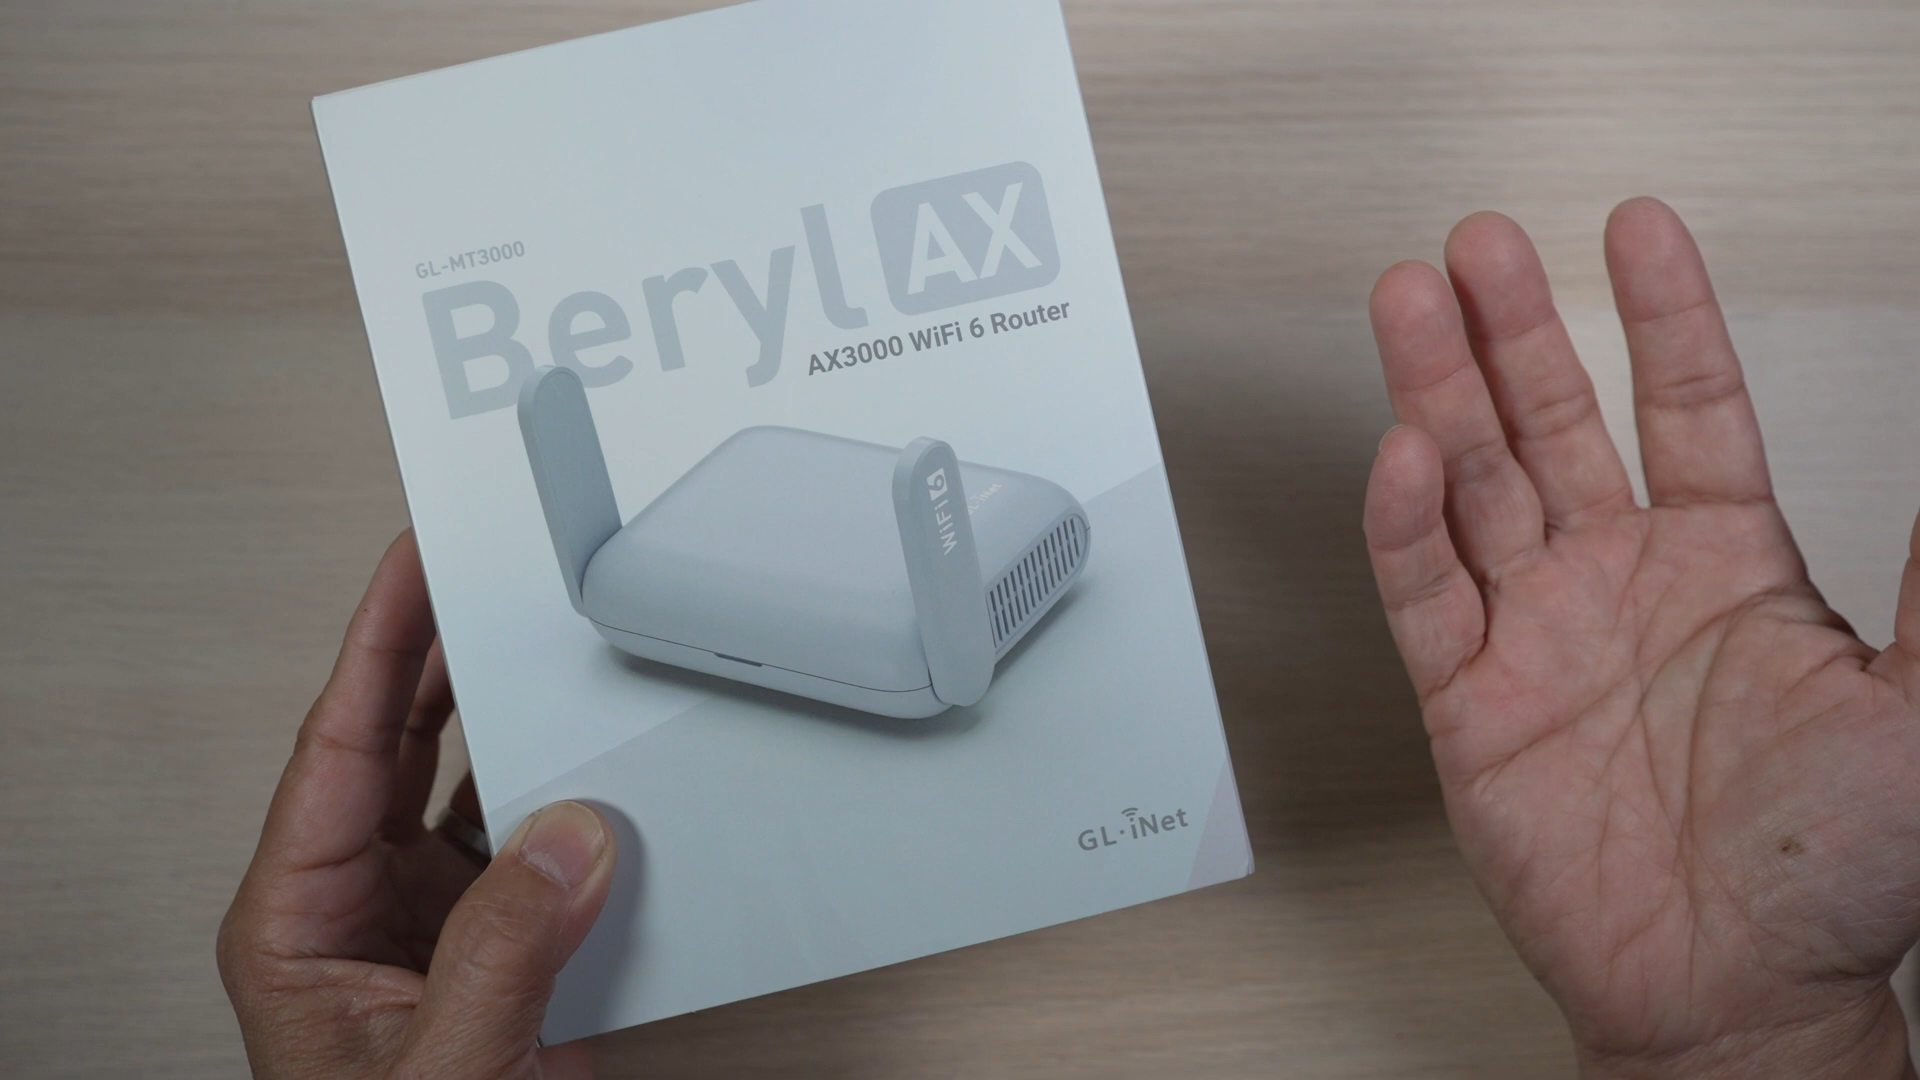 GL-MT3000
Beryl AX
AX3000 WiFi 6 Router
WiFi 6
GL·iNet
GL·iNet